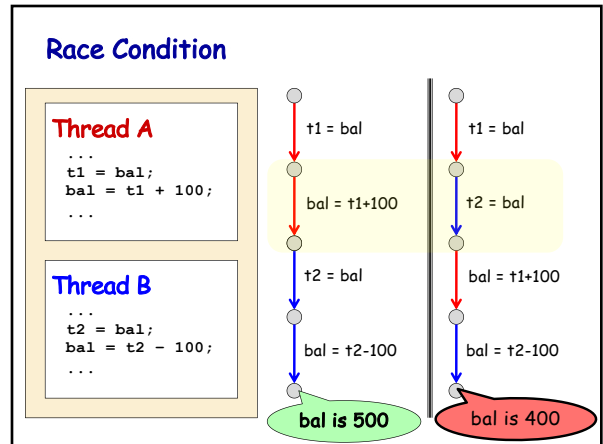 Race Condition
Thread A
...
t1 = bal;
bal = t1 + 100;
...
Thread B
...
t2 = bal;
bal = t2 - 100;
...
t1 = bal
bal = t1+100
t2 = bal
bal = t2-100
bal is 500
t1 = bal
t2 = bal
bal = t1+100
bal = t2-100
bal is 400